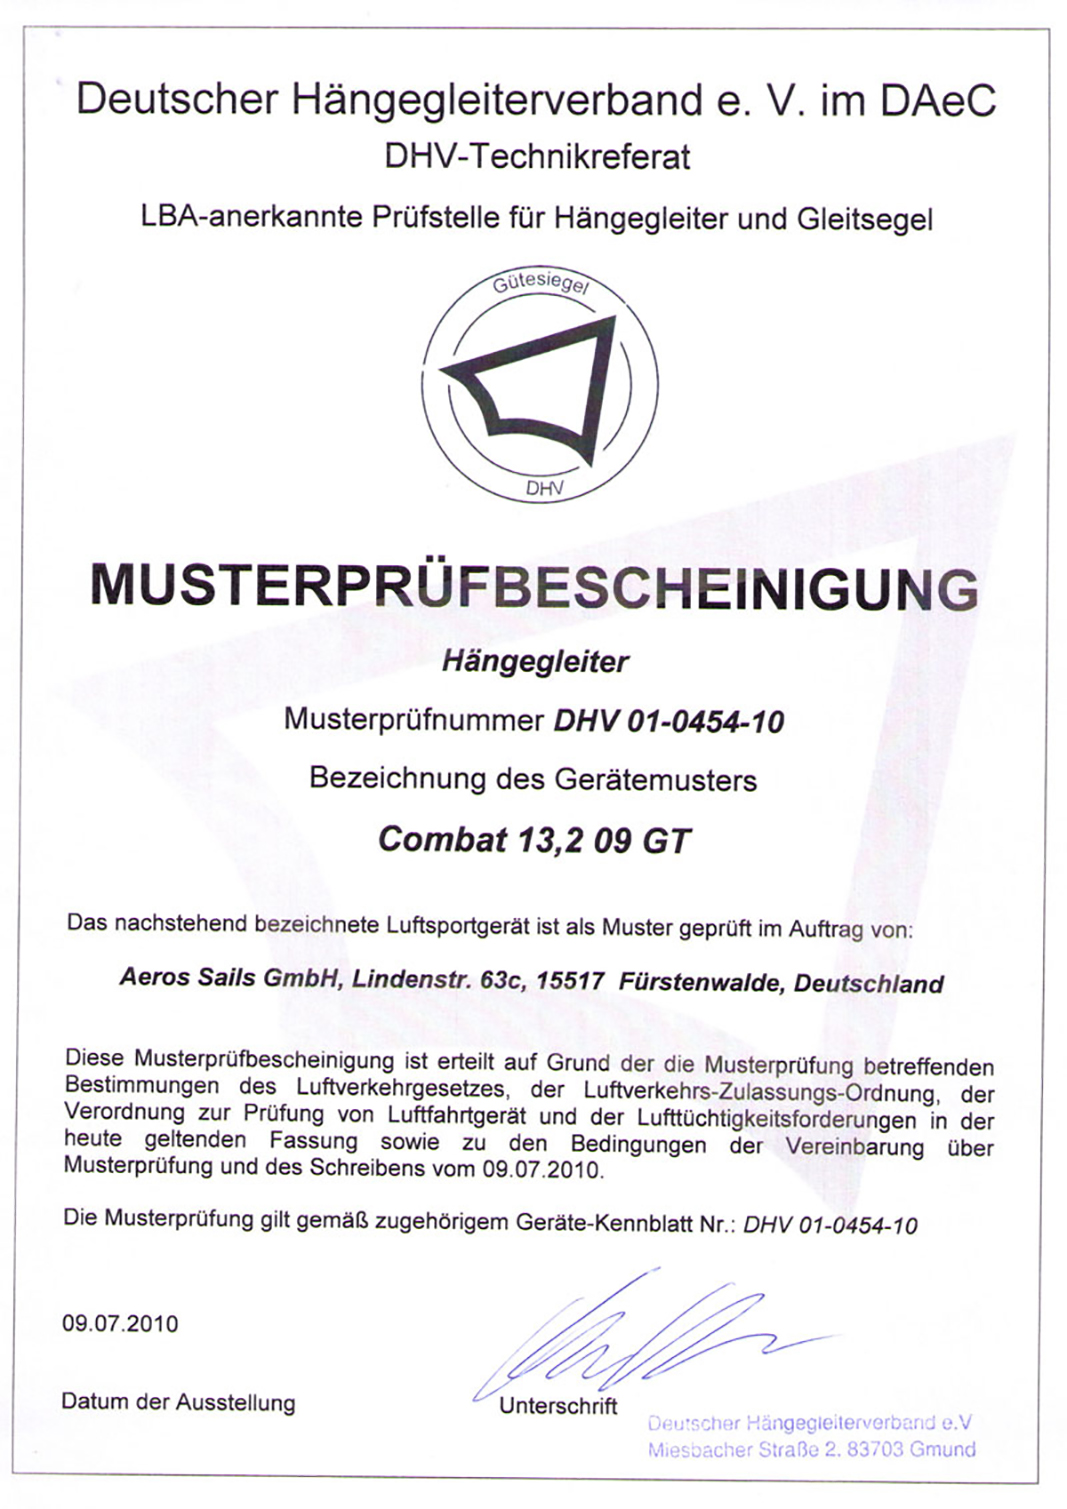 Deutscher Hängegleiterverband e. V. im DAeC
DHV-Technikreferat
LBA-anerkannte Prüfstelle für Hängegleiter und Gleitsegel
Gütesiegel
DHV
MUSTERPRÜFBESCHEINIGUNG
Hängegleiter
Musterprüfnummer DHV 01-0454-10
Bezeichnung des Gerätemusters
Combat 13,2 09 GT
Das nachstehend bezeichnete Luftsportgerät ist als Muster geprüft im Auftrag von:
Aeros Sails GmbH, Lindenstr. 63c, 15517 Fürstenwalde, Deutschland
Diese Musterprüfbescheinigung ist erteilt auf Grund der die Musterprüfung betreffenden
Bestimmungen des Luftverkehrgesetzes, der Luftverkehrs-Zulassungs-Ordnung, der
Verordnung zur Prüfung von Luftfahrtgerät und der Lufttüchtigkeitsforderungen in der
heute geltenden Fassung sowie zu den Bedingungen der Vereinbarung über
Musterprüfung und des Schreibens vom 09.07.2010.
Die Musterprüfung gilt gemäß zugehörigem Geräte-Kennblatt Nr.: DHV 01-0454-10
09.07.2010
Datum der Ausstellung
Unterschrift
Deutscher Hängegleiterverband e.V
Miesbacher Straße 2. 83703 Gmund